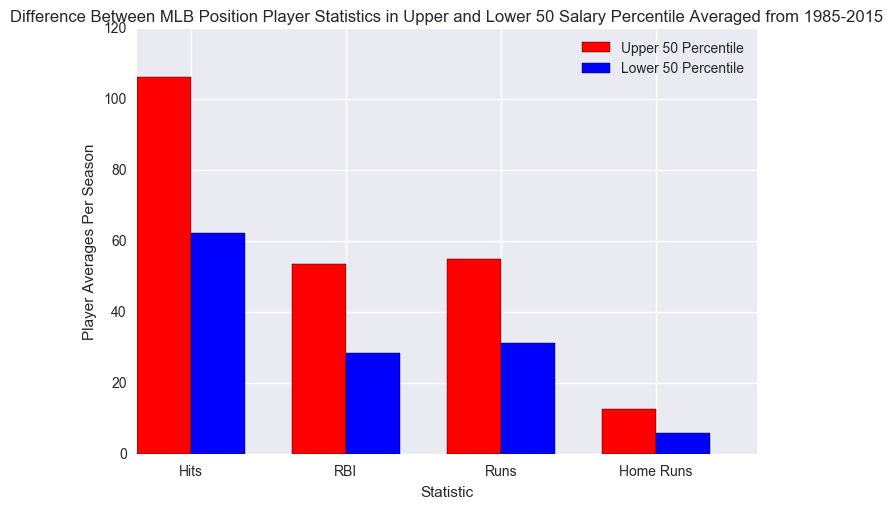 Difference Between MLB Position Player Statistics in Upper and Lower 50 Salary Percentile Averaged from 1985-2015
120
100
80
60
40
20
0
Player Averages Per Season
Upper 50 Percentile
Lower 50 Percentile
Hits
RBI
Runs
Home Runs
Statistic